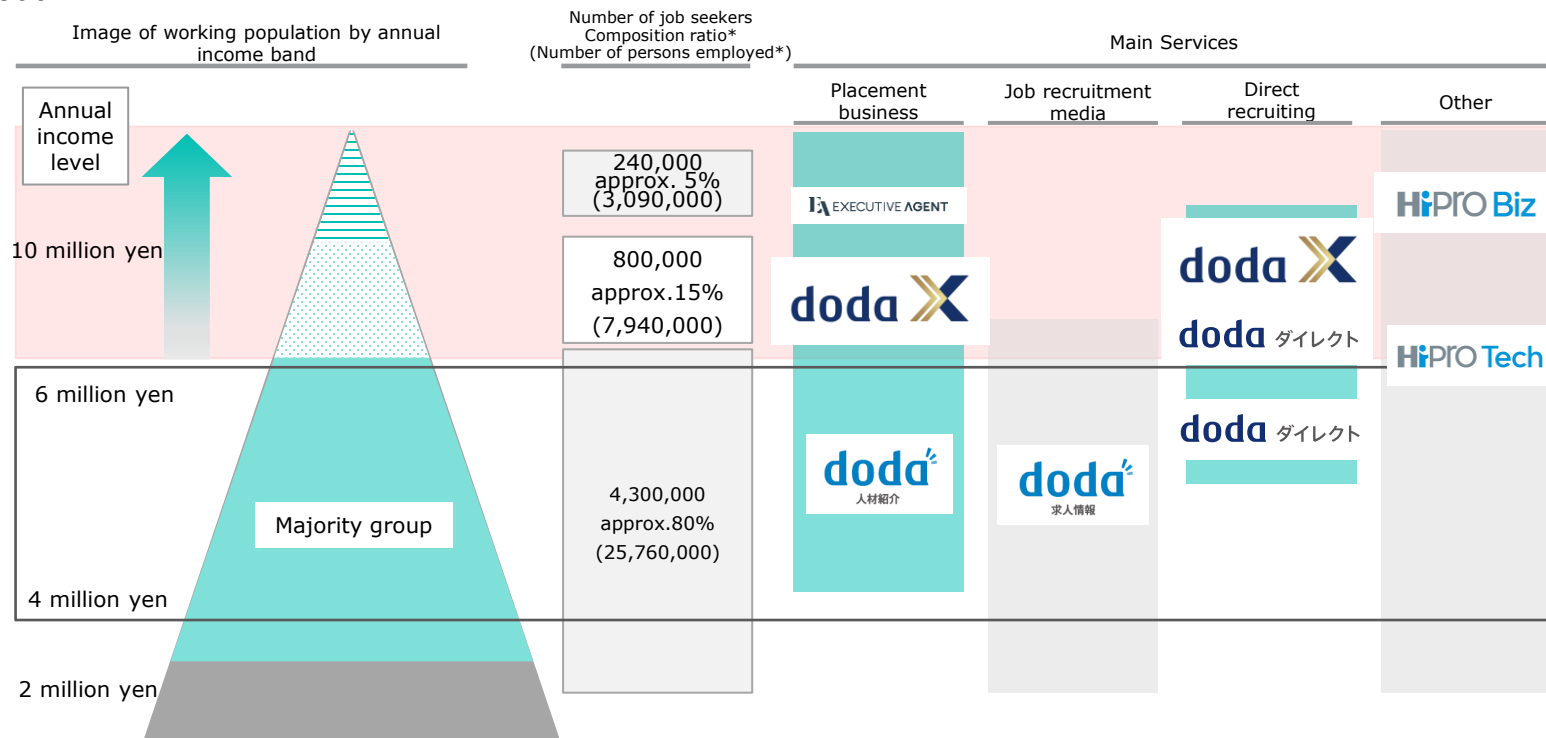 Image of working population by annual
income band
Number of job seekers
Composition ratio*
(Number of persons employed*)
Main Services
Placement
business
Job recruitment
media
Direct
recruiting
Other
Annual
income
level
10 million yen
6 million yen
4 million yen
2 million yen
Majority group
240,000
approx. 5%
(3,090,000)
800,000
approx.15%
(7,940,000)
4,300,000
approx.80%
(25,760,000)
EXECUTIVE AGENT
doda X
doda
人材紹介
doda
求人情報
doda X
doda ダイレクト
doda ダイレクト
HiPro Biz
HiPro Tech